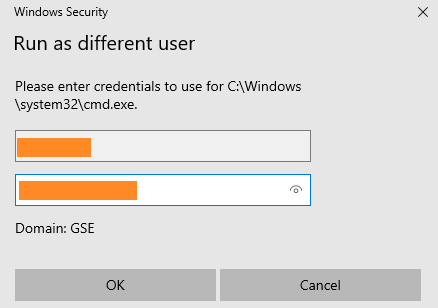 Windows Security
Run as different user
Please enter credentials to use for C:\Windows
\system32\cmd.exe.
Domain: GSE
OK
Cancel